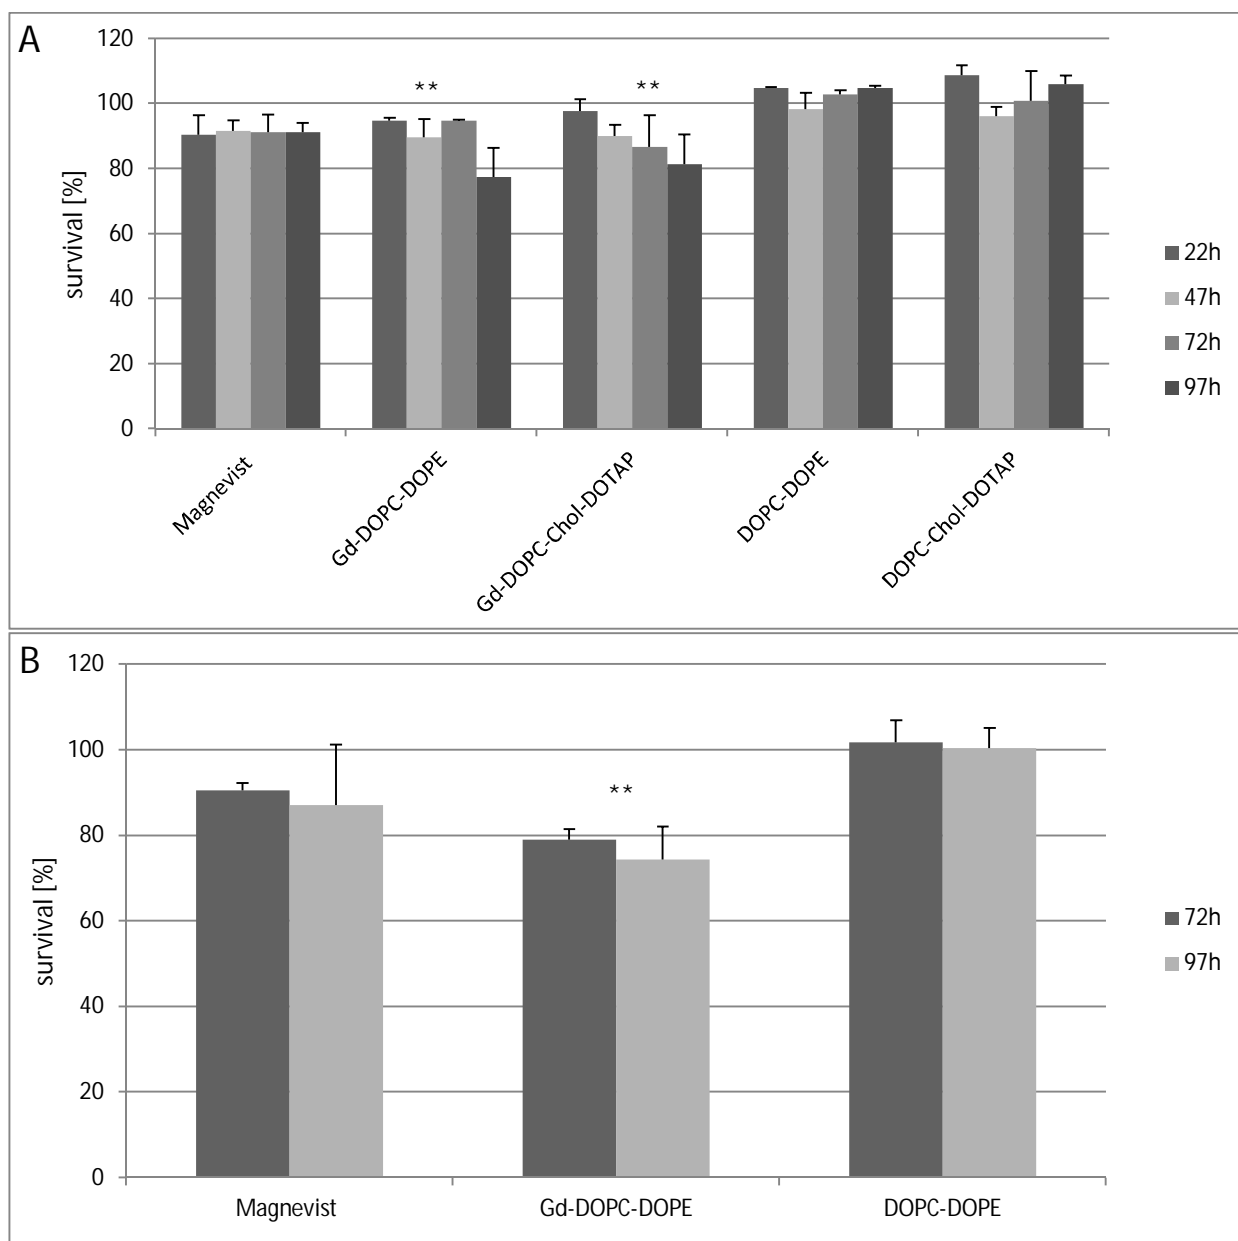 A
120
100
80
60
40
20
0
survival [%]
**
**
22h
47h
72h
97h
Magnevist
Gd-DOPC-DOPE
Gd-DOPC-Chol-DOTAP
DOPC-DOPE
DOPC-Chol-DOTAP
B
120
100
80
60
40
20
0
survival [%]
**
72h
97h
Magnevist
Gd-DOPC-DOPE
DOPC-DOPE